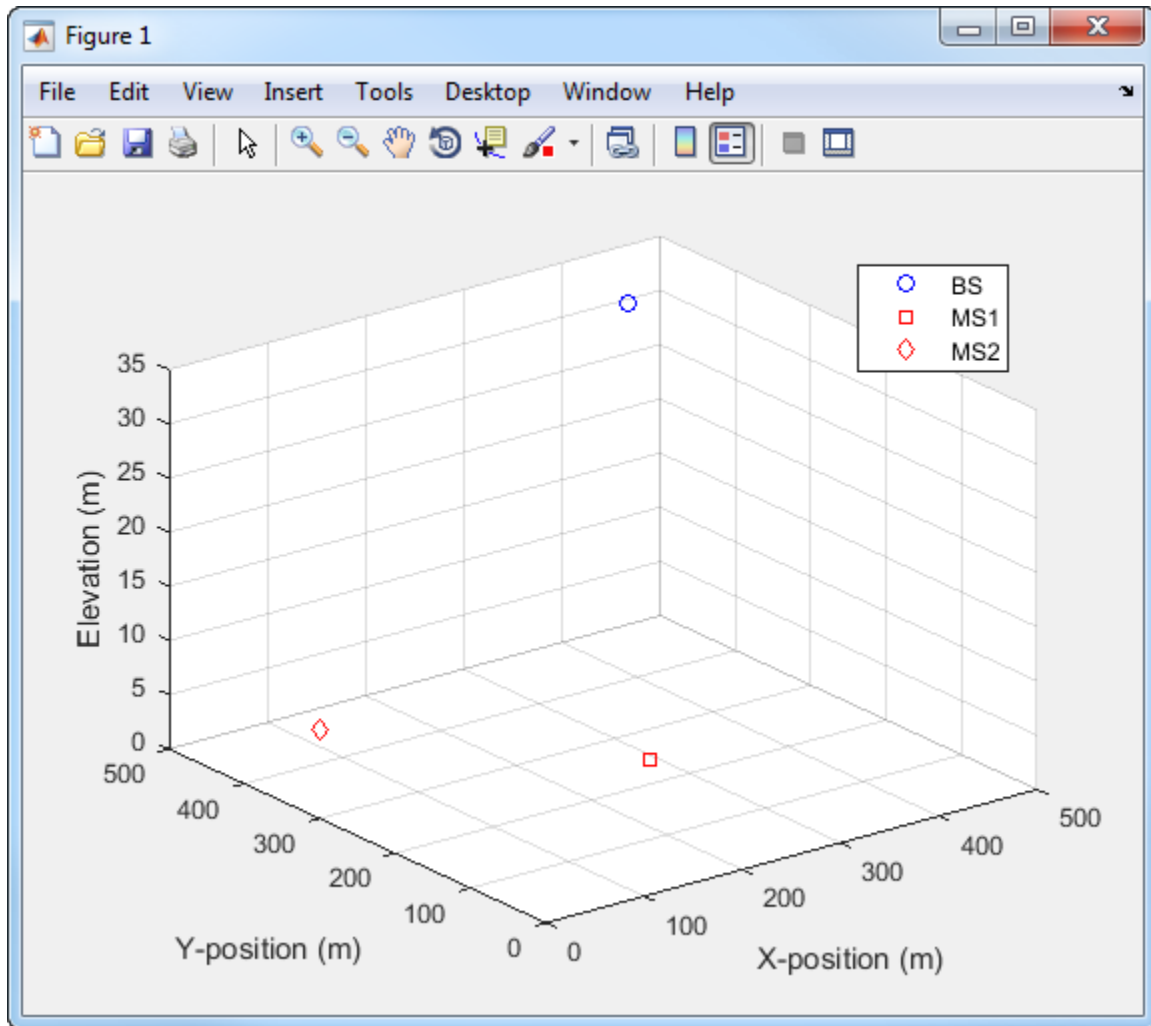 Figure 1
File Edit View Insert Tools Desktop Window Help
BS
MS1
MS2
35
30
25
20
15
10
5
0
Elevation (m)
500
400
300
200
100
0
Y-position (m)
0
100
200
300
400
500
X-position (m)